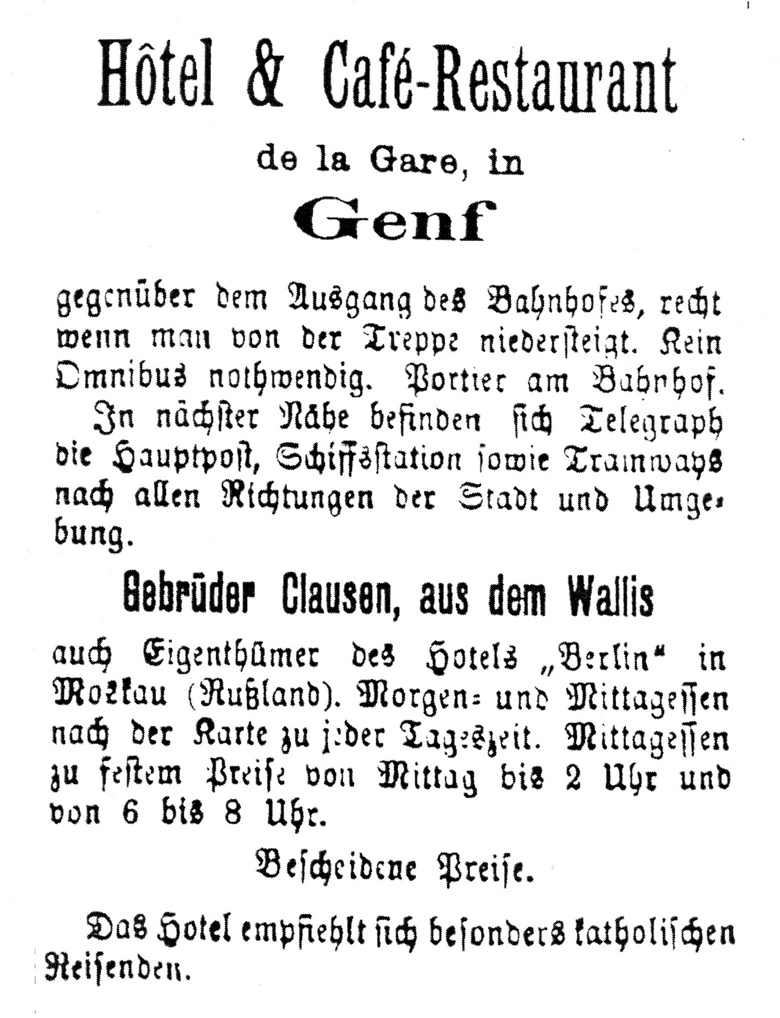 Hôtel & Café-Restaurant
de la Gare, in
Genf
gegenüber dem Ausgang des Bahnhofes, recht
wenn man von der Treppe niedersteigt. Kein
Omnibus nothwendig. Portier am Bahnhof.
In nächster Nähe befinden sich Telegraph
die Hauptpost, Schiffsstation sowie Tramways
nach allen Richtungen der Stadt und Umge-
bung.
Gebrüder Clausen, aus dem Wallis
auch Eigenthümer des Hotels „Berlin“ in
Moskau (Rußland). Morgen- und Mittagessen
nach der Karte zu jeder Tageszeit. Mittagessen
zu festem Preise von Mittag bis 2 Uhr und
von 6 bis 8 Uhr.
Bescheidene Preise.
Das Hotel empfiehlt sich besonders katholischen
Reisenden.